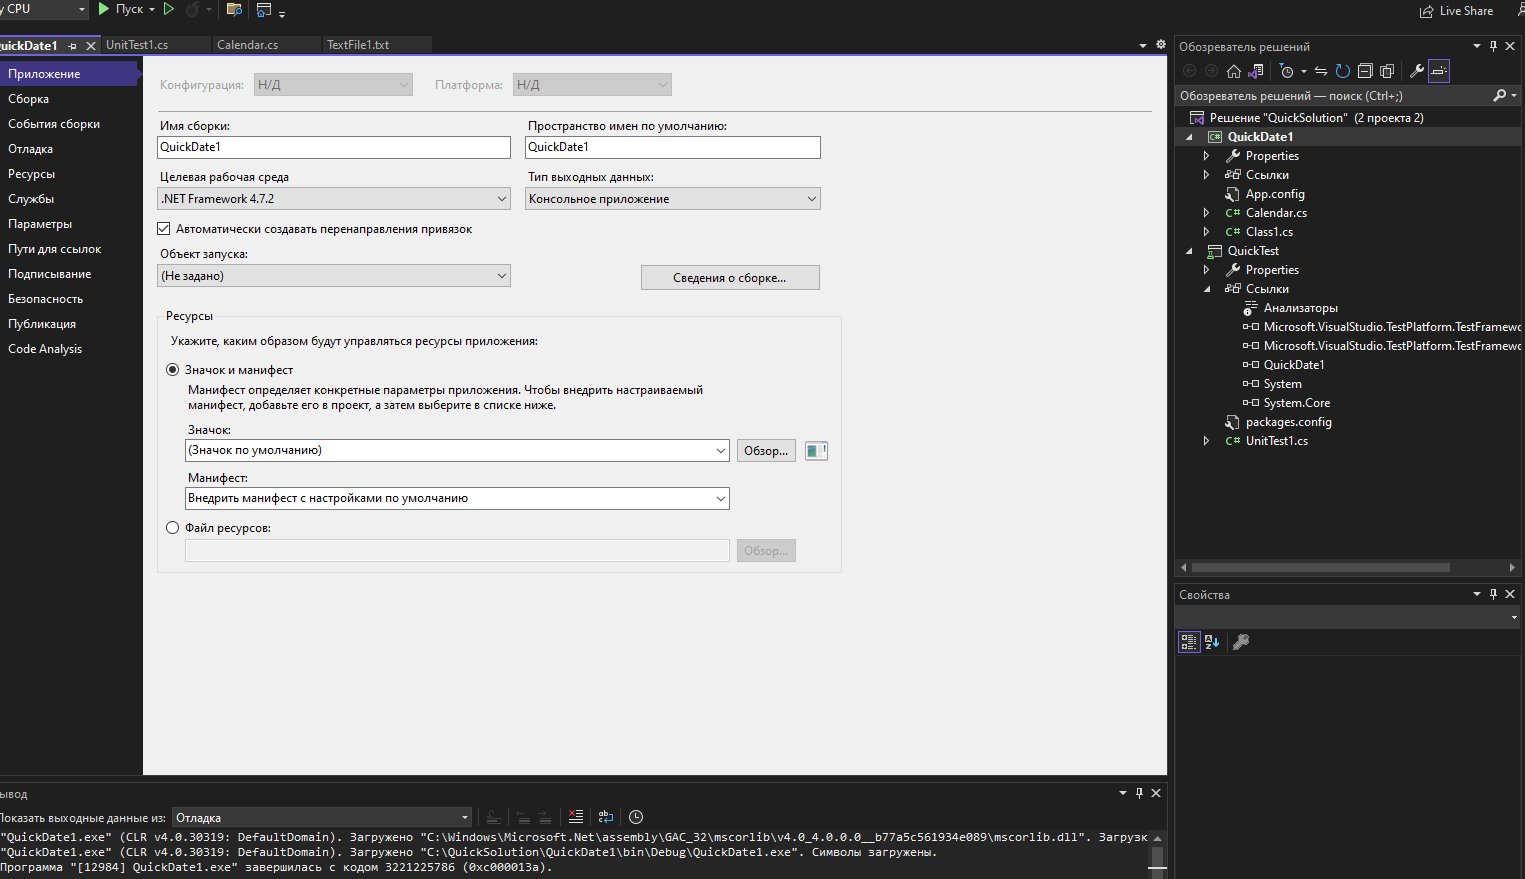 y CPU
Пуск
Live Share
uickDate1
UnitTest1.cs
Calendar.cs
TextFile1.txt
Приложение
Сборка
События сборки
Отладка
Ресурсы
Службы
Параметры
Пути для ссылок
Подписывание
Безопасность
Публикация
Code Analysis
Конфигурация:
Н/Д
Платформа:
Н/Д
Имя сборки:
QuickDate1
Пространство имен по умолчанию:
QuickDate1
Целевая рабочая среда
.NET Framework 4.7.2
Тип выходных данных:
Консольное приложение
Автоматически создавать перенаправления привязок
Объект запуска:
(Не задано)
Сведения о сборке...
Ресурсы
Укажите, каким образом будут управляться ресурсы приложения:
Значок и манифест
Манифест определяет конкретные параметры приложения. Чтобы внедрить настраиваемый
манифест, добавьте его в проект, а затем выберите в списке ниже.
Значок:
(Значок по умолчанию)
Обзор...
Манифест:
Внедрить манифест с настройками по умолчанию
Файл ресурсов:
Обзор...
Обозреватель решений
Обозреватель решений — поиск (Ctrl+;)
Решение "QuickSolution" (2 проекта 2)
QuickDate1
Properties
Ссылки
App.config
Calendar.cs
Class1.cs
QuickTest
Properties
Ссылки
Анализаторы
Microsoft.VisualStudio.TestPlatform.TestFramewo
Microsoft.VisualStudio.TestPlatform.TestFramewo
QuickDate1
System
System.Core
packages.config
UnitTest1.cs
Свойства
ывод
Показать выходные данные из:
Отладка
"QuickDate1.exe" (CLR v4.0.30319: DefaultDomain). Загружено "C:\Windows\Microsoft.Net\assembly\GAC_32\mscorlib\v4.0_4.0.0.0__b77a5c561934e089\mscorlib.dll". Загрузк
"QuickDate1.exe" (CLR v4.0.30319: DefaultDomain). Загружено "C:\QuickSolution\QuickDate1\bin\Debug\QuickDate1.exe". Символы загружены.
Программа "[12984] QuickDate1.exe" завершилась с кодом 3221225786 (0xc000013a).